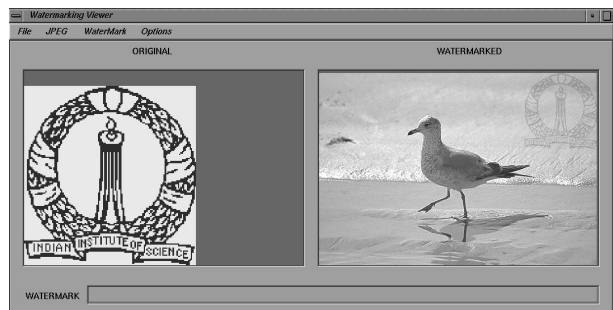 Watermarking Viewer
File JPEG WaterMark Options
ORIGINAL WATERMARKED
INDIAN INSTITUTE OF SCIENCE
WATERMARK